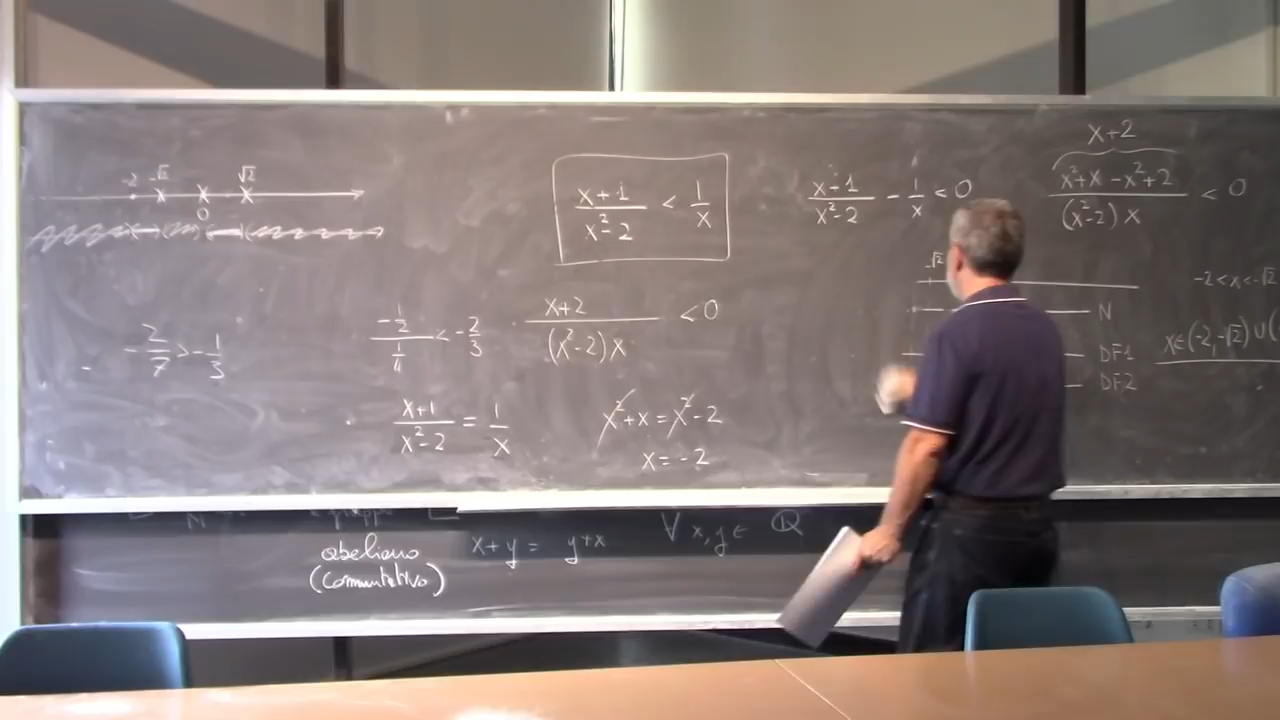 -2 -√2 √2
0
-2/7 > -1/3
(-1/2)/(1/4) < -2/3
(x+1)/(x²-2) = 1/x
(x+1)/(x²-2) < 1/x
(x+2)/((x²-2)x) < 0
x²+x = x²-2
x = -2
(x+1)/(x²-2) - 1/x < 0
x+2
(x²+x-x²+2)/((x²-2)x) < 0
-√2
N
DF1
DF2
-2<x<-√2
x∈(-2,-√2)∪(
abeliano
(commutativo)
x+y = y+x ∀ x,y ∈ ℚ